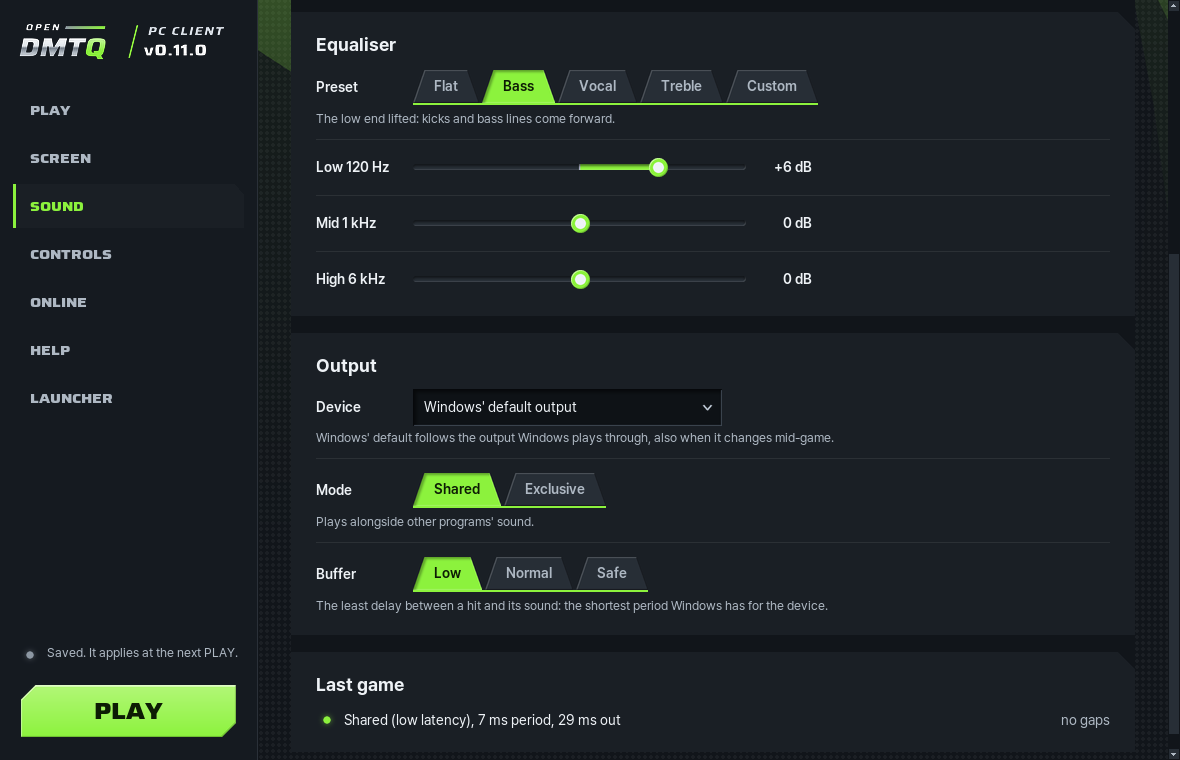 OPEN
DMTQ
PC CLIENT
v0.11.0
PLAY
SCREEN
SOUND
CONTROLS
ONLINE
HELP
LAUNCHER
Saved. It applies at the next PLAY.
PLAY
Equaliser
Preset Flat Bass Vocal Treble Custom
The low end lifted: kicks and bass lines come forward.
Low 120 Hz +6 dB
Mid 1 kHz 0 dB
High 6 kHz 0 dB
Output
Device Windows' default output
Windows' default follows the output Windows plays through, also when it changes mid-game.
Mode Shared Exclusive
Plays alongside other programs' sound.
Buffer Low Normal Safe
The least delay between a hit and its sound: the shortest period Windows has for the device.
Last game
Shared (low latency), 7 ms period, 29 ms out no gaps